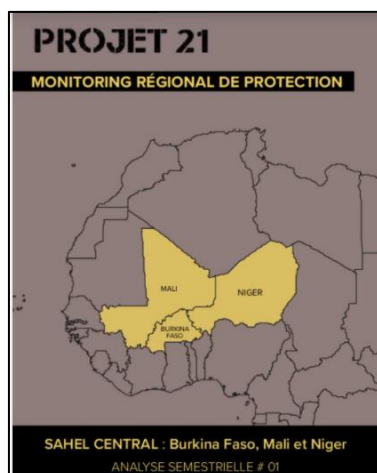 PROJET 21
MONITORING RÉGIONAL DE PROTECTION
MALI
NIGER
BURKINA
FASO
SAHEL CENTRAL : Burkina Faso, Mali et Niger
ANALYSE SEMESTRIELLE # 01